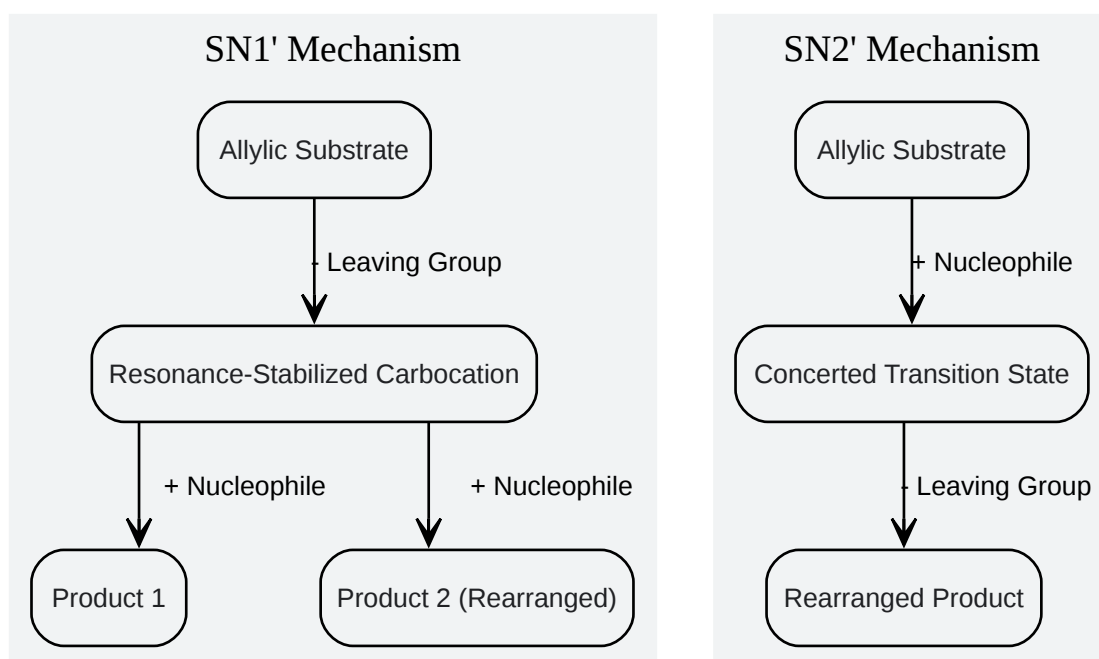 SN1' Mechanism
Allylic Substrate
- Leaving Group
Resonance-Stabilized Carbocation
+ Nucleophile
+ Nucleophile
Product 1
Product 2 (Rearranged)
SN2' Mechanism
Allylic Substrate
+ Nucleophile
Concerted Transition State
- Leaving Group
Rearranged Product